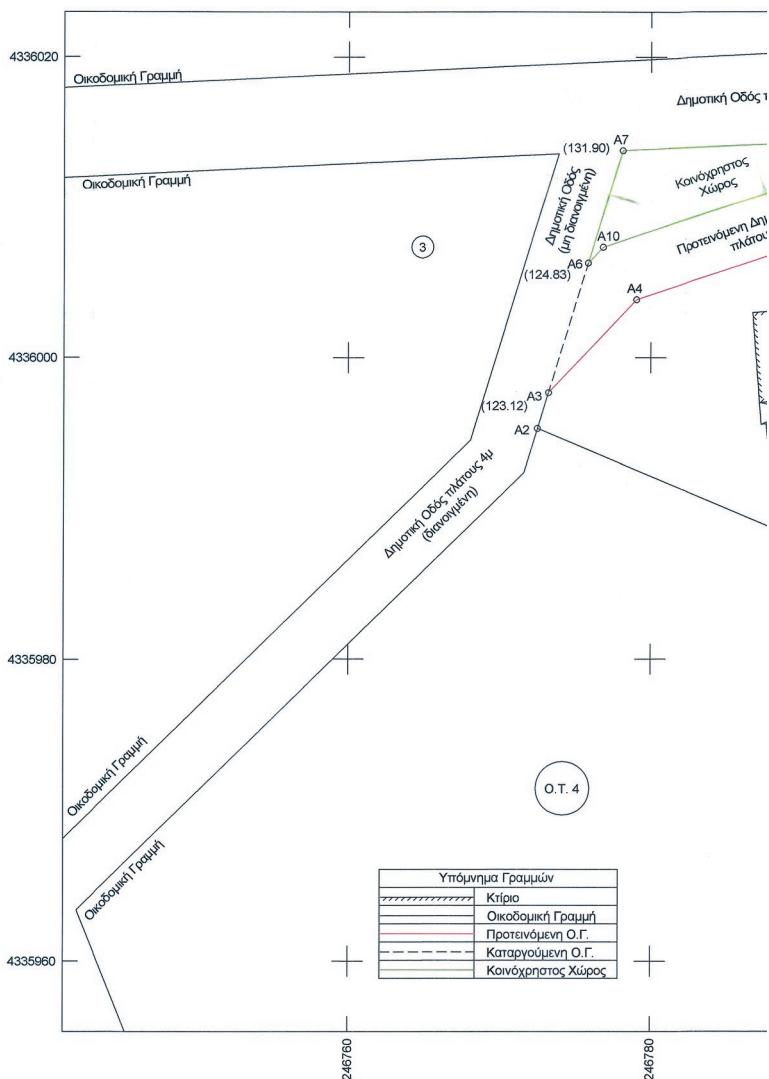 4336020
Οικοδομική Γραμμή
Δημοτική Οδός π
(131.90)
A7
Οικοδομική Γραμμή
Δημοτική Οδός
(μη διανοιγμένη)
Κοινόχρηστος
Χώρος
3
A10
Προτεινόμενη Δη
πλάτου
(124.83)
A6
A4
4336000
(123.12)
A3
A2
Δημοτική Οδός πλάτους 4μ
(διανοιγμένη)
4335980
Οικοδομική Γραμμή
Ο.Τ. 4
Οικοδομική Γραμμή
Υπόμνημα Γραμμών
Κτίριο
Οικοδομική Γραμμή
Προτεινόμενη Ο.Γ.
Καταργούμενη Ο.Γ.
Κοινόχρηστος Χώρος
4335960
246760
246780